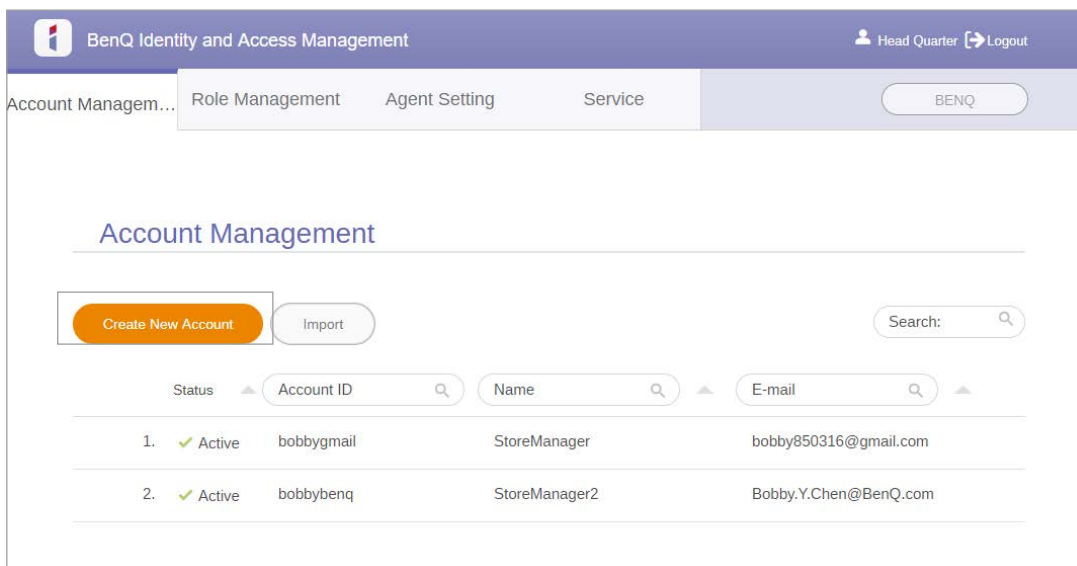 BenQ Identity and Access Management
Head Quarter Logout
Account Managem... Role Management Agent Setting Service BENQ
Account Management
Create New Account Import Search:
Status Account ID Name E-mail
1. Active bobbygmail StoreManager bobby850316@gmail.com
2. Active bobbybenq StoreManager2 Bobby.Y.Chen@BenQ.com